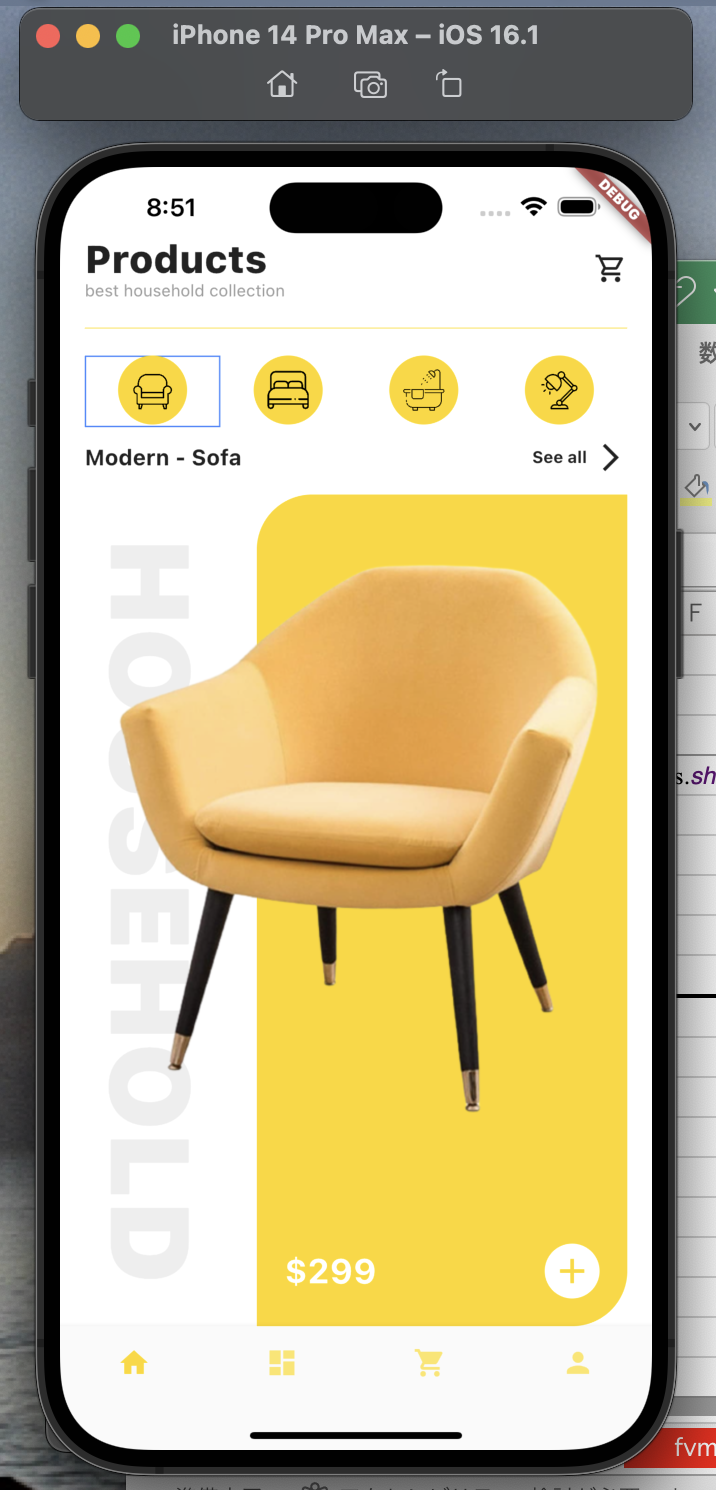 iPhone 14 Pro Max – iOS 16.1
8:51
DEBUG
Products
best household collection
数
Modern - Sofa
See all
F
HOUSEHOLD
s.sh
$299
fvm